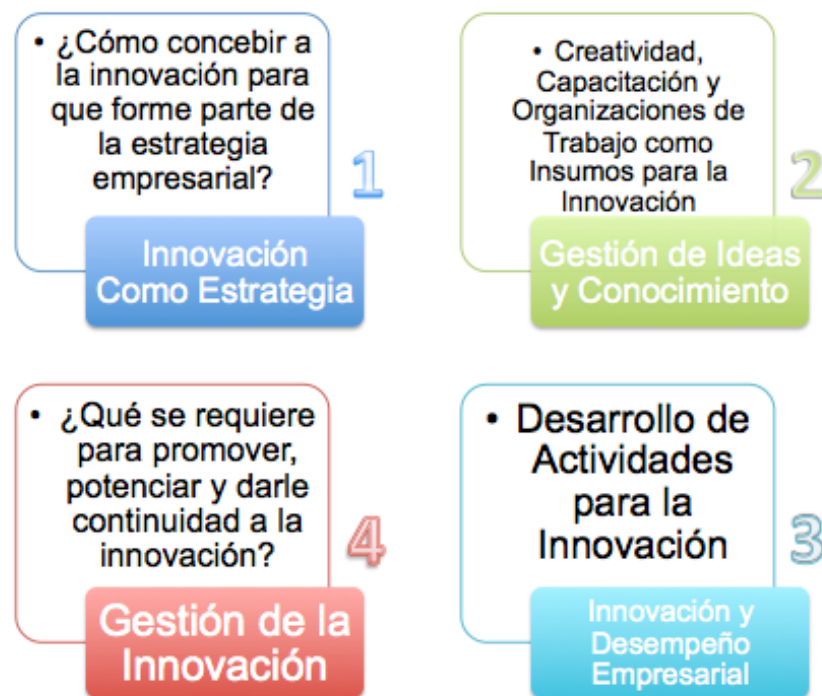 • ¿Cómo concebir a
la innovación para
que forme parte de
la estrategia
empresarial?
1
Innovación
Como Estrategia
• Creatividad,
Capacitación y
Organizaciones de
Trabajo como
Insumos para la
Innovación
2
Gestión de Ideas
y Conocimiento
• ¿Qué se requiere
para promover,
potenciar y darle
continuidad a la
innovación?
4
Gestión de la
Innovación
• Desarrollo de
Actividades
para la
Innovación
3
Innovación y
Desempeño
Empresarial